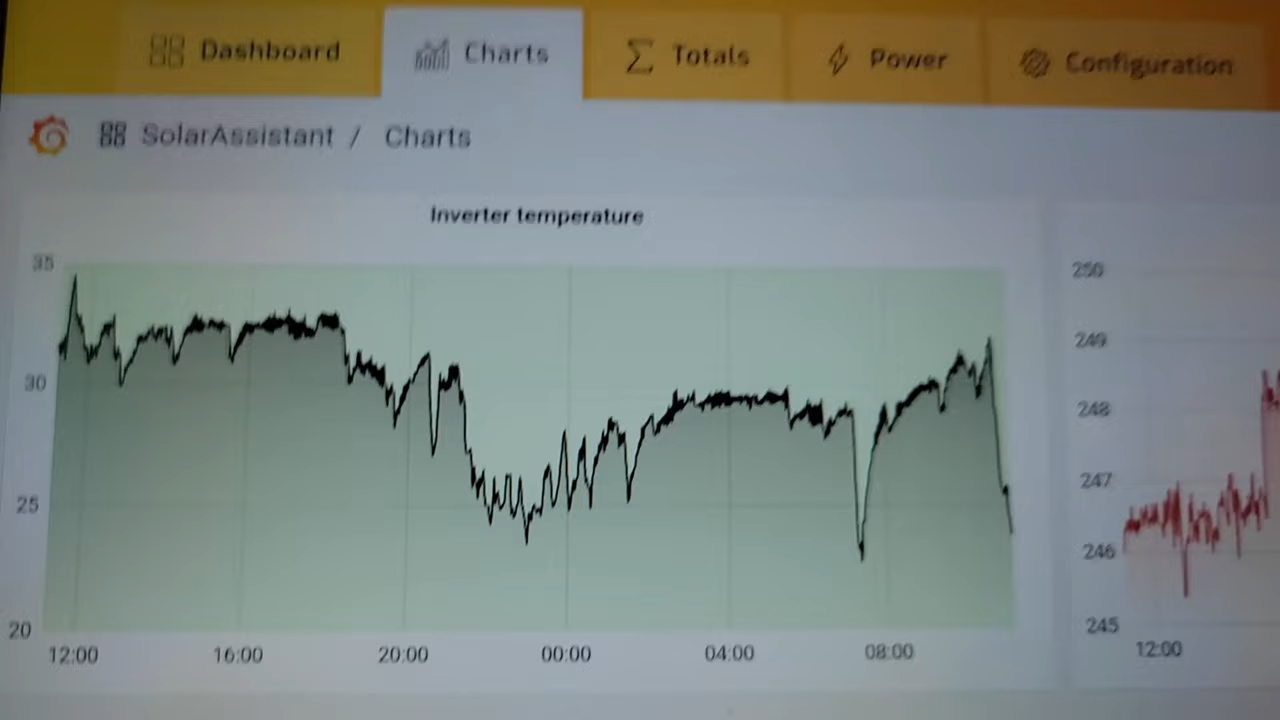 Dashboard Charts Totals Power Configuration
SolarAssistant / Charts
Inverter temperature
35
30
25
20
12:00 16:00 20:00 00:00 04:00 08:00
250
249
248
247
246
245
12:00